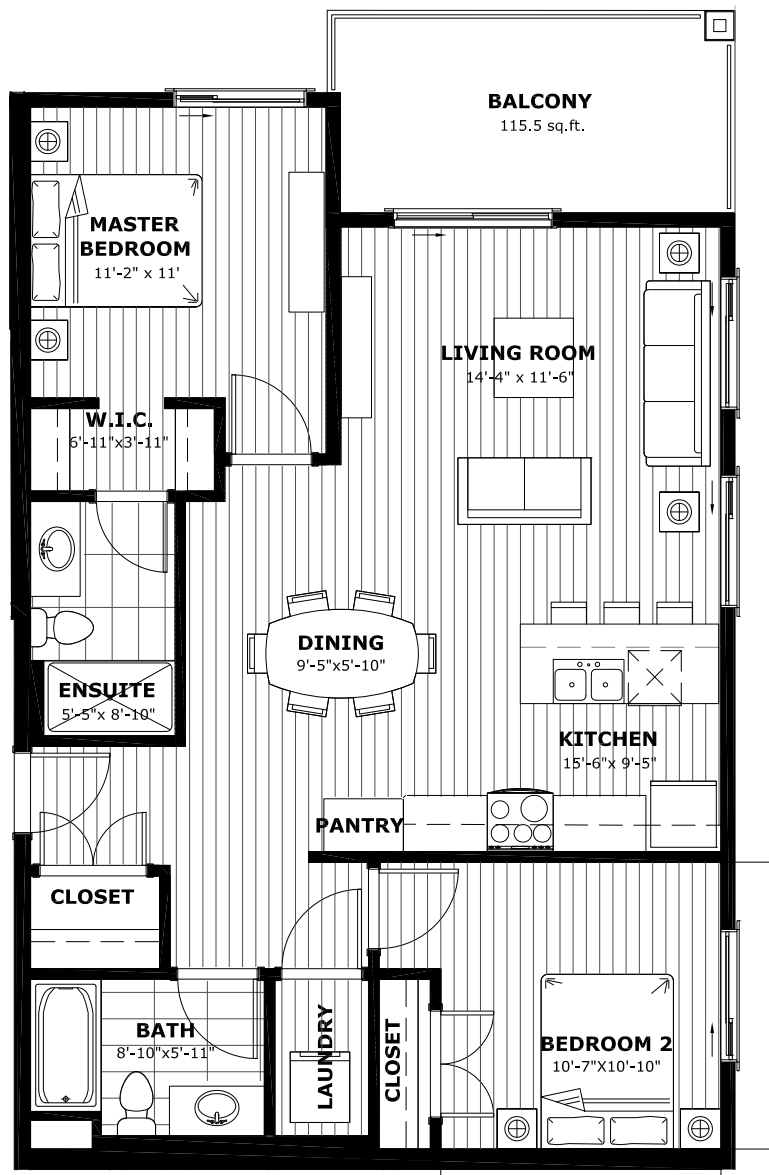 BALCONY
115.5 sq.ft.
MASTER
BEDROOM
11'-2" x 11'
LIVING ROOM
14'-4" x 11'-6"
W.I.C.
6'-11"x3'-11"
DINING
9'-5"x5'-10"
ENSUITE
5'-5"x 8'-10"
KITCHEN
15'-6"x 9'-5"
PANTRY
CLOSET
BATH
8'-10"x5'-11"
LAUNDRY
CLOSET
BEDROOM 2
10'-7"X10'-10"